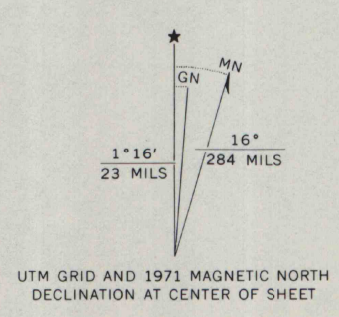 MN
GN
1°16'
23 MILS
16°
284 MILS
UTM GRID AND 1971 MAGNETIC NORTH
DECLINATION AT CENTER OF SHEET